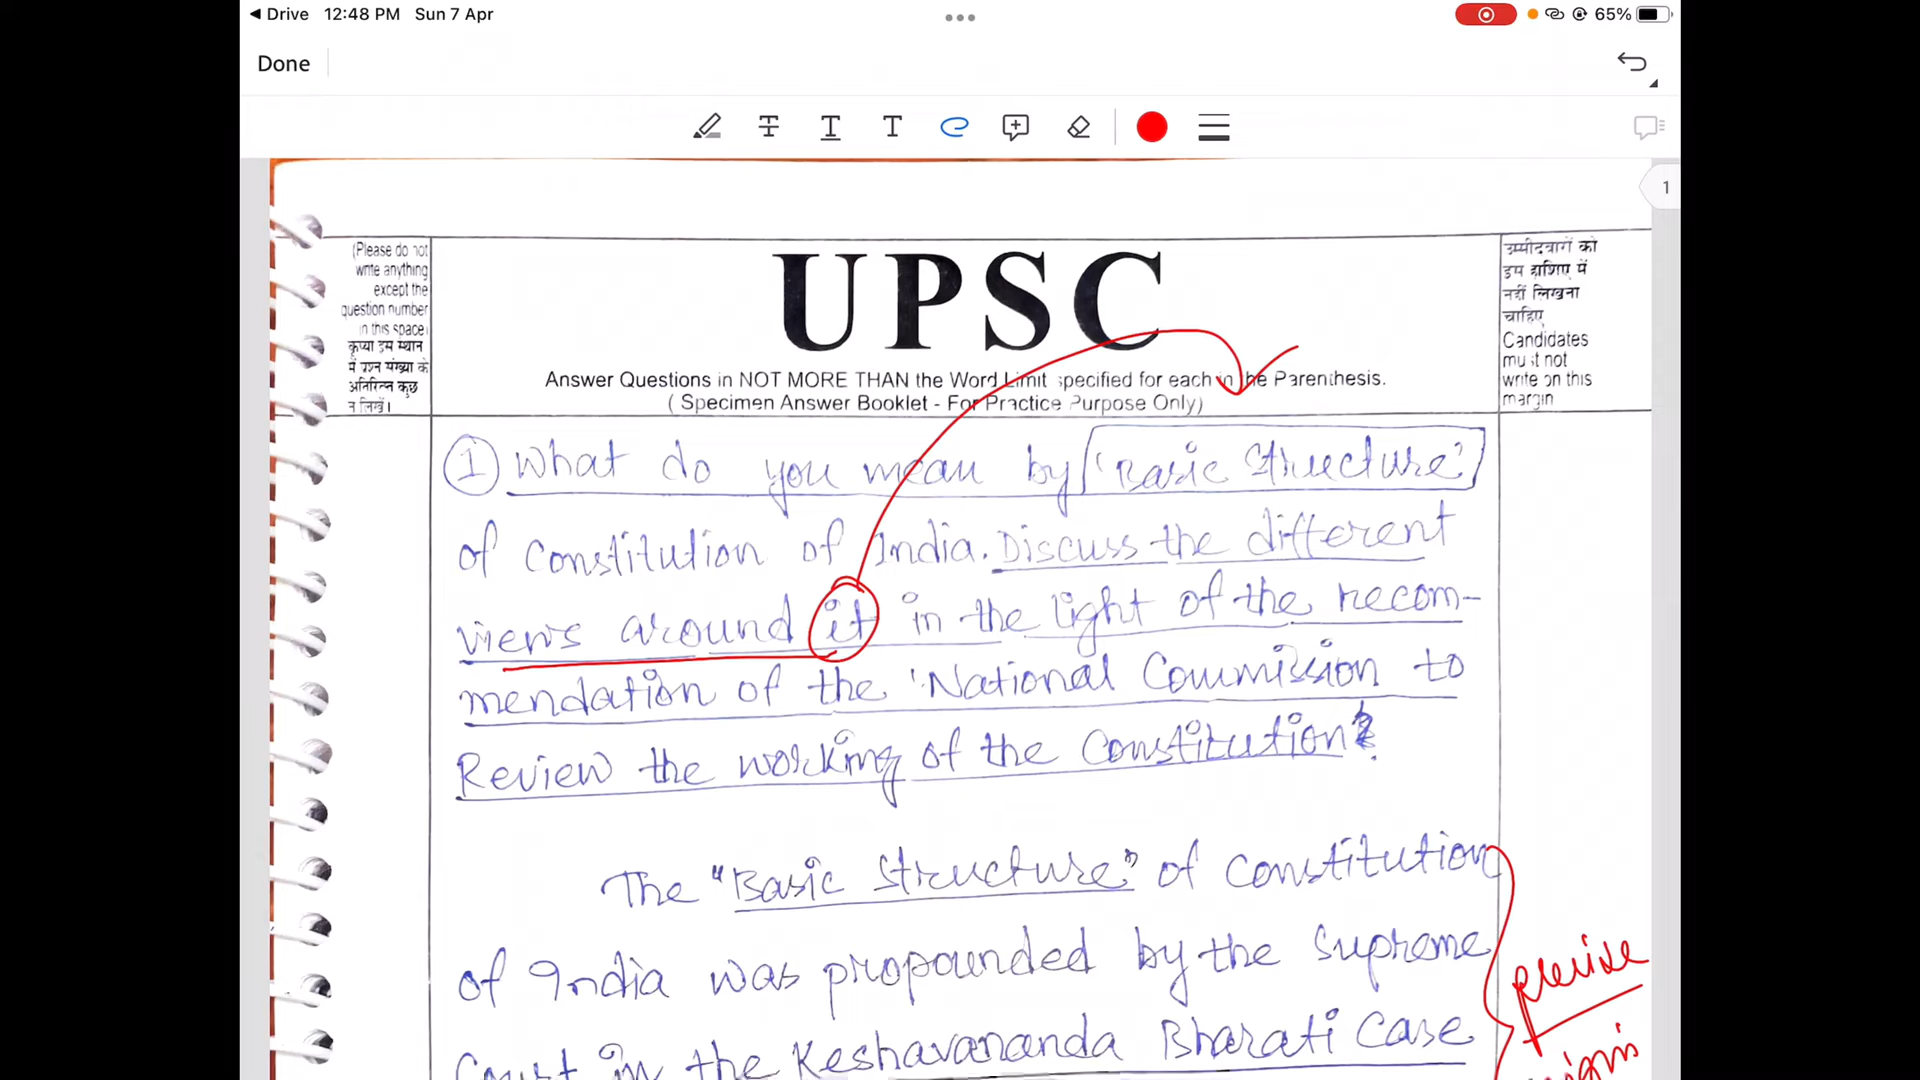 Drive 12:48 PM Sun 7 Apr
65%
Done
1
(Please do not
write anything
except the
question number
in this space)
कृप्या इस स्थान
में प्रश्न संख्या के
अतिरिक्त कुछ
न लिखें।
UPSC
Answer Questions in NOT MORE THAN the Word Limit specified for each in the Parenthesis.
( Specimen Answer Booklet - For Practice Purpose Only)
उम्मीदवारों को
इस हाशिए में
नहीं लिखना
चाहिए
Candidates
must not
write on this
margin
① What do you mean by 'Basic Structure'
of Constitution of India. Discuss the different
views around it in the light of the recom-
mendation of the 'National Commission to
Review the working of the Constitution'?
The "Basic Structure" of Constitution
of India was propounded by the Supreme
Court in the Keshavananda Bharati Case